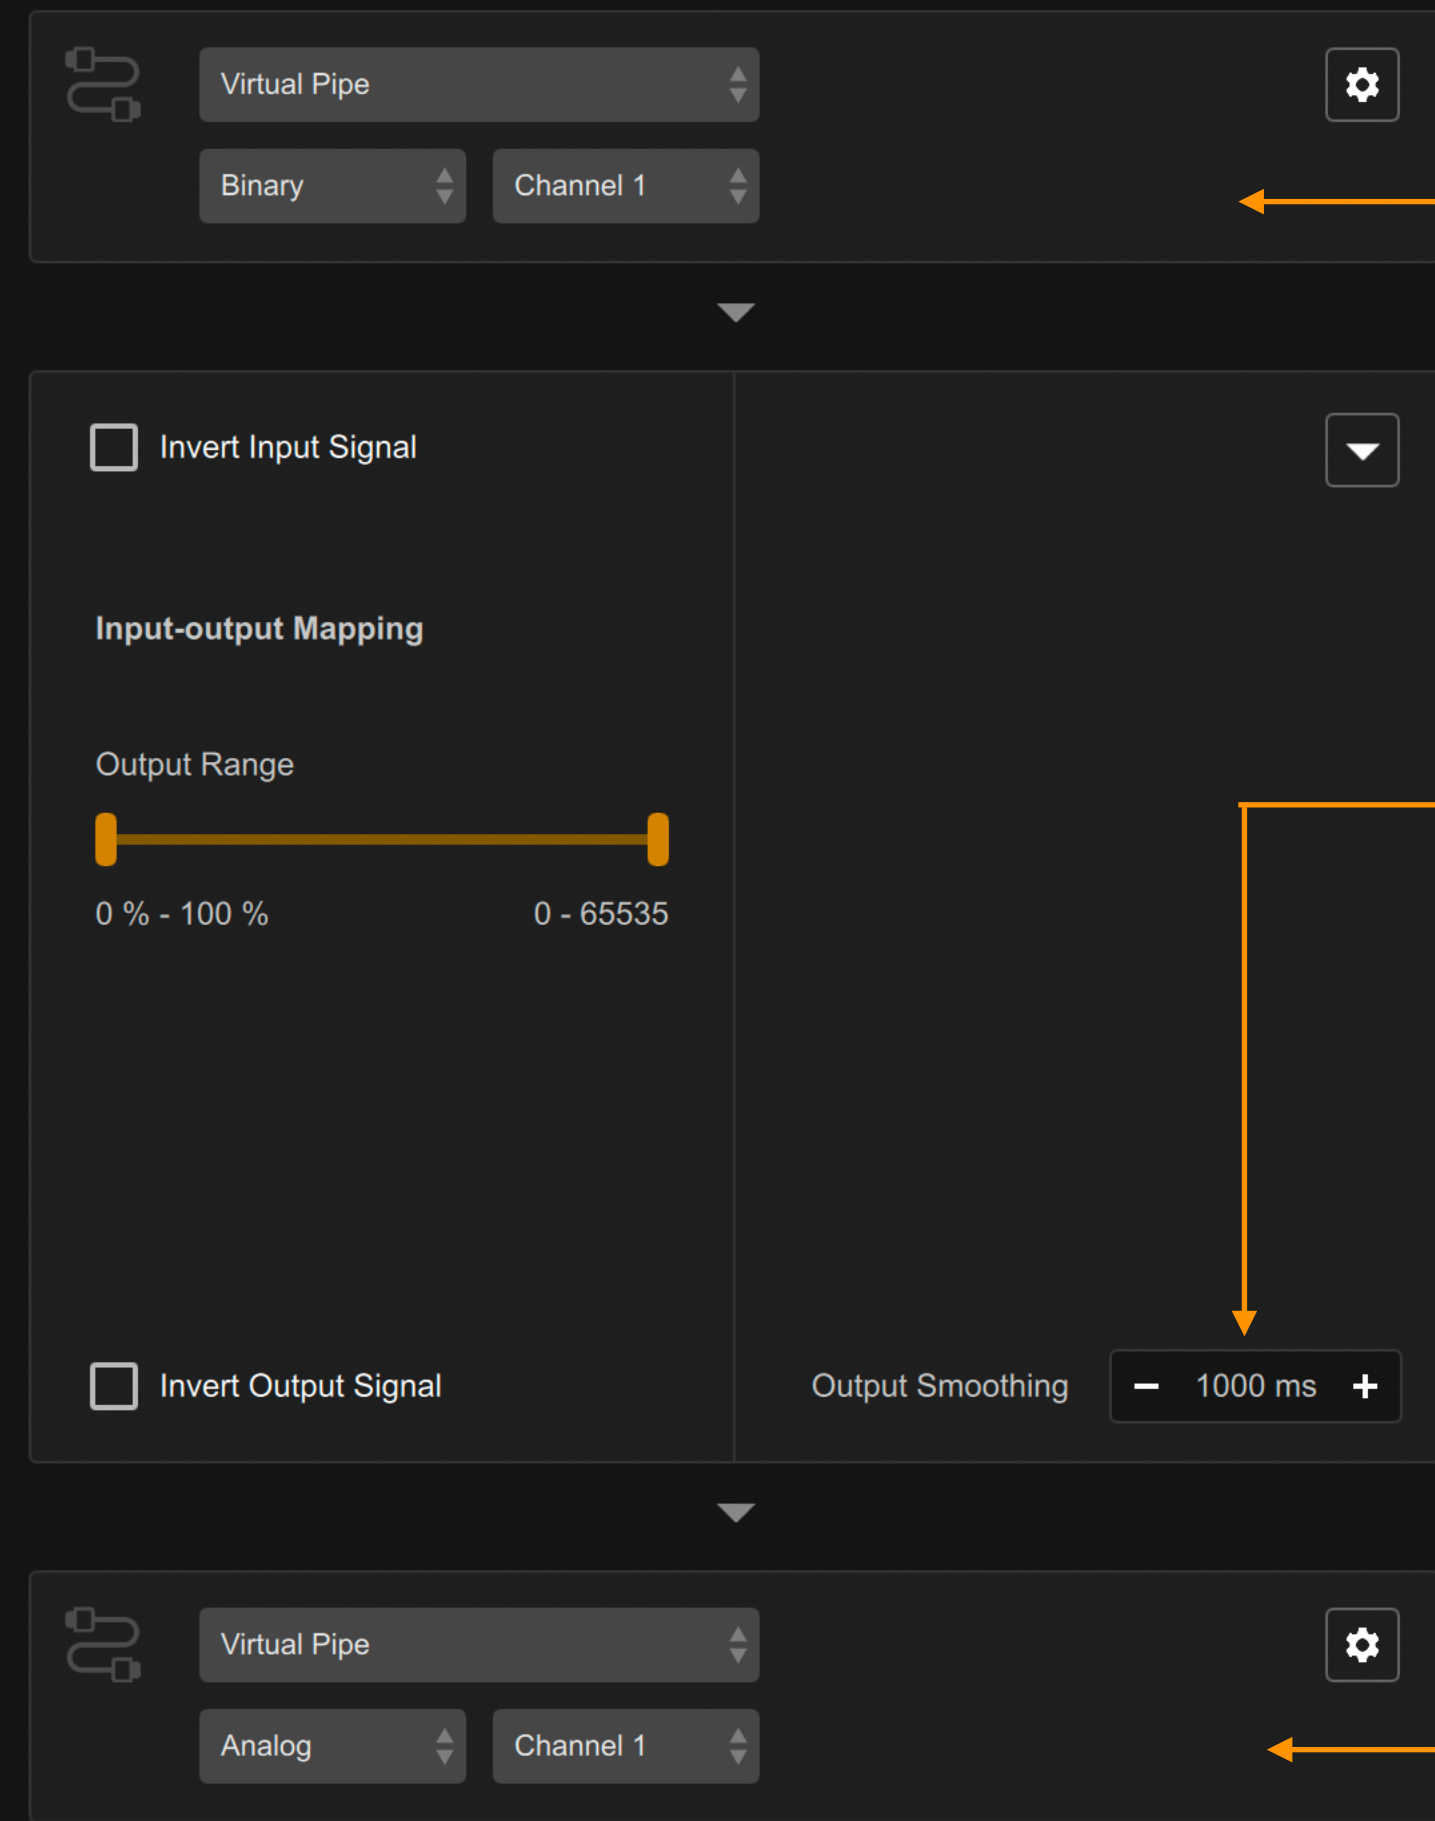 Virtual Pipe
Binary
Channel 1
Invert Input Signal
Input-output Mapping
Output Range
0 % - 100 %
0 - 65535
Invert Output Signal
Output Smoothing
1000 ms
Virtual Pipe
Analog
Channel 1